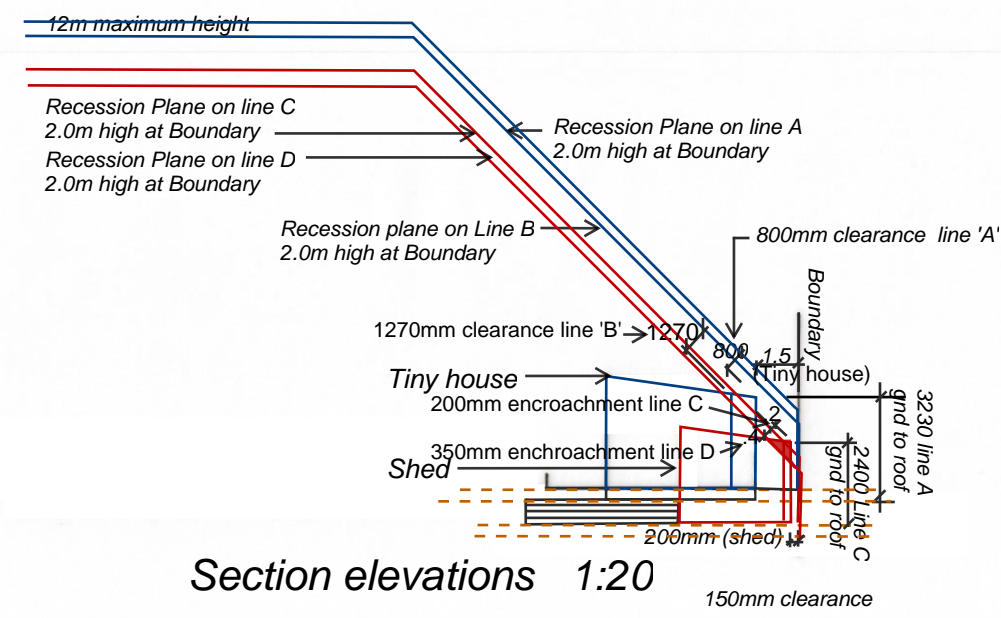 12m maximum height
Recession Plane on line C
2.0m high at Boundary
Recession Plane on line D
2.0m high at Boundary
Recession Plane on line A
2.0m high at Boundary
Recession plane on Line B
2.0m high at Boundary
800mm clearance line 'A'
Boundary
1270mm clearance line 'B'
1270
800
1.5
(Tiny house)
Tiny house
200mm encroachment line C
.2
.4
350mm enchroachment line D
Shed
3230 line A
gnd to roof
2400 Line C
gnd to roof
200mm (shed)
Section elevations 1:20
150mm clearance